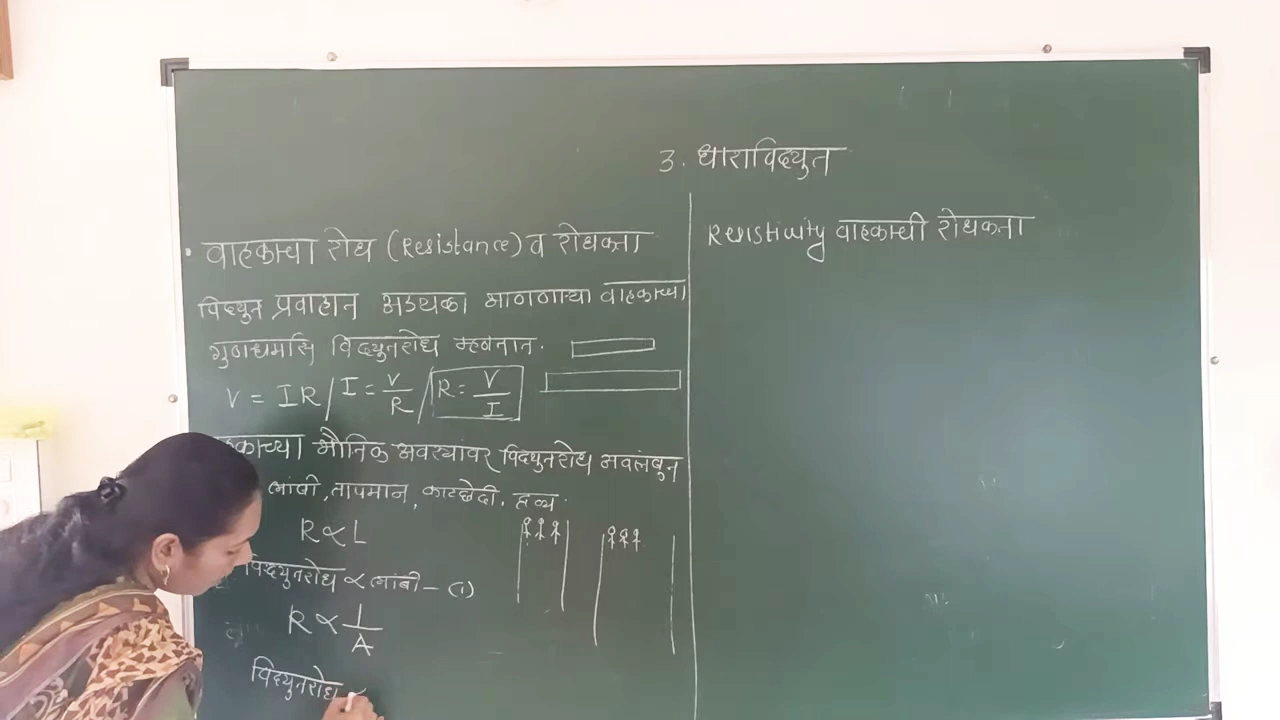 3. धाराविद्युत
• वाहकाचा रोध (Resistance) व रोधकता
विद्युत प्रवाहान अडथळा आणणाऱ्या वाहकाच्या
गुणधर्मास विद्युतरोध म्हणतात.
V = IR / I = V/R / R = V/I
भौतिक अवस्थांवर विद्युतरोध अवलंबुन
लांबी, तापमान, काटछेदी. द्रव्य.
R ∝ L
विद्युतरोध ∝ लांबी - (1)
R ∝ 1/A
विद्युतरोध ∝
Resistivity वाहकाची रोधकता